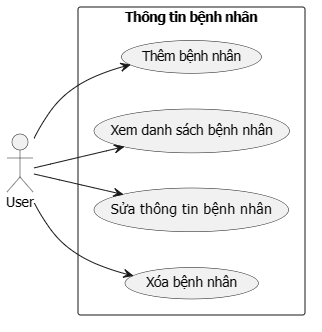 Thông tin bệnh nhân
Thêm bệnh nhân
Xem danh sách bệnh nhân
User
Sửa thông tin bệnh nhân
Xóa bệnh nhân